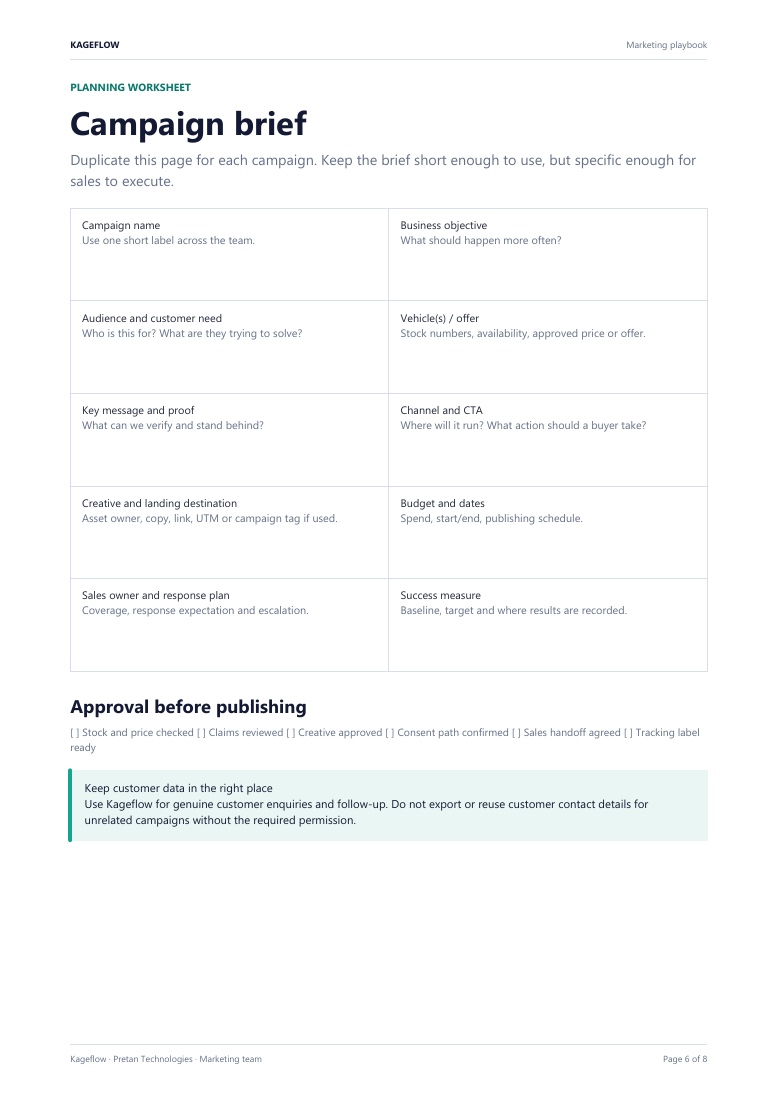 KAGEFLOW
Marketing playbook
PLANNING WORKSHEET
Campaign brief
Duplicate this page for each campaign. Keep the brief short enough to use, but specific enough for
sales to execute.
Campaign name
Use one short label across the team.
Business objective
What should happen more often?
Audience and customer need
Who is this for? What are they trying to solve?
Vehicle(s) / offer
Stock numbers, availability, approved price or offer.
Key message and proof
What can we verify and stand behind?
Channel and CTA
Where will it run? What action should a buyer take?
Creative and landing destination
Asset owner, copy, link, UTM or campaign tag if used.
Budget and dates
Spend, start/end, publishing schedule.
Sales owner and response plan
Coverage, response expectation and escalation.
Success measure
Baseline, target and where results are recorded.
Approval before publishing
[ ] Stock and price checked [ ] Claims reviewed [ ] Creative approved [ ] Consent path confirmed [ ] Sales handoff agreed [ ] Tracking label
ready
Keep customer data in the right place
Use Kageflow for genuine customer enquiries and follow-up. Do not export or reuse customer contact details for
unrelated campaigns without the required permission.
Kageflow · Pretan Technologies · Marketing team
Page 6 of 8